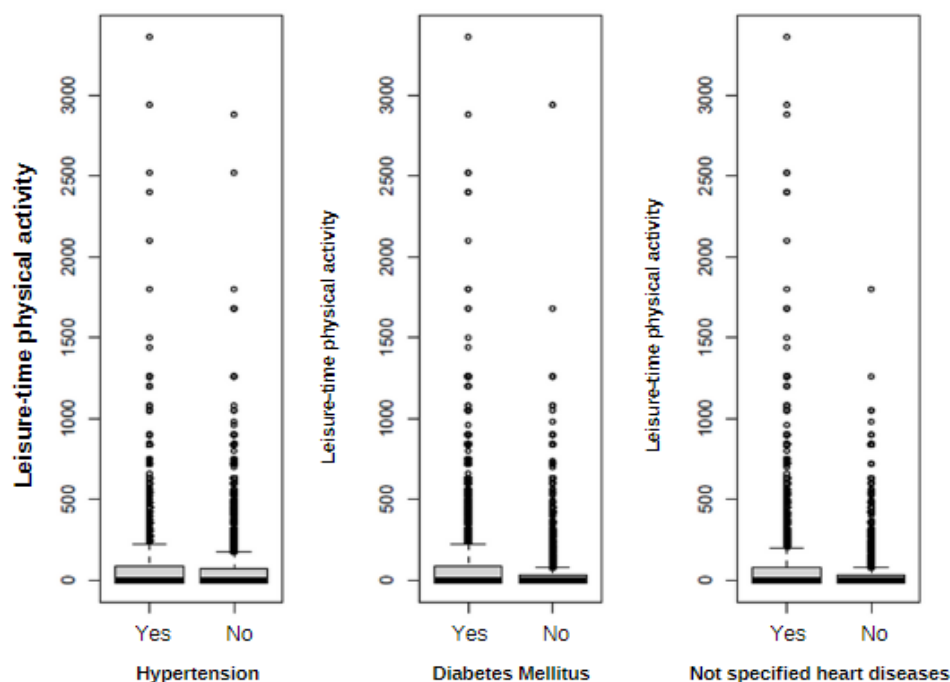 Leisure-time physical activity
3000
2500
2000
1500
1000
500
0
Yes No
Hypertension
Leisure-time physical activity
3000
2500
2000
1500
1000
500
0
Yes No
Diabetes Mellitus
Leisure-time physical activity
3000
2500
2000
1500
1000
500
0
Yes No
Not specified heart diseases